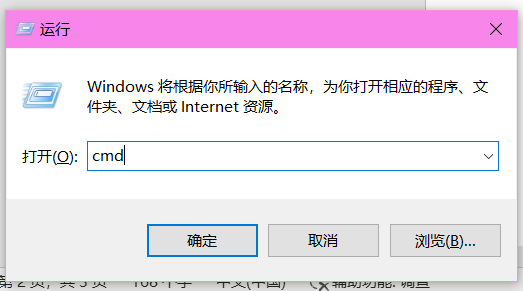 运行
Windows 将根据你所输入的名称，为你打开相应的程序、文
件夹、文档或 Internet 资源。
打开(O): cmd
确定 取消 浏览(B)...
第 2 页，共 5 页 108 个字 中文(中国) 辅助功能: 调查